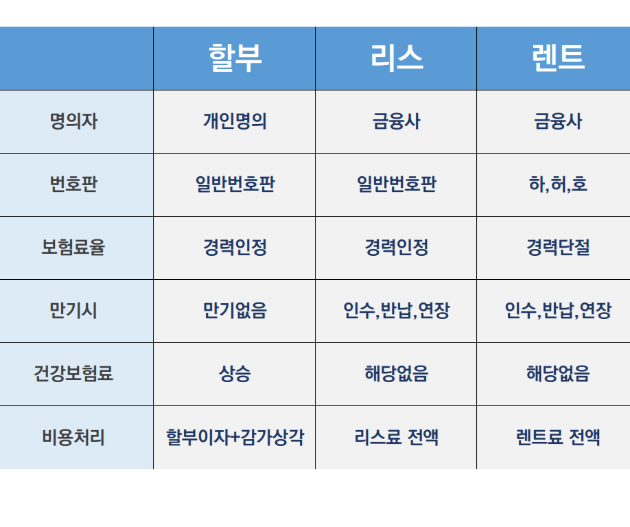 할부 리스 렌트
명의자 개인명의 금융사 금융사
번호판 일반번호판 일반번호판 하,허,호
보험료율 경력인정 경력인정 경력단절
만기시 만기없음 인수,반납,연장 인수,반납,연장
건강보험료 상승 해당없음 해당없음
비용처리 할부이자+감가상각 리스료 전액 렌트료 전액